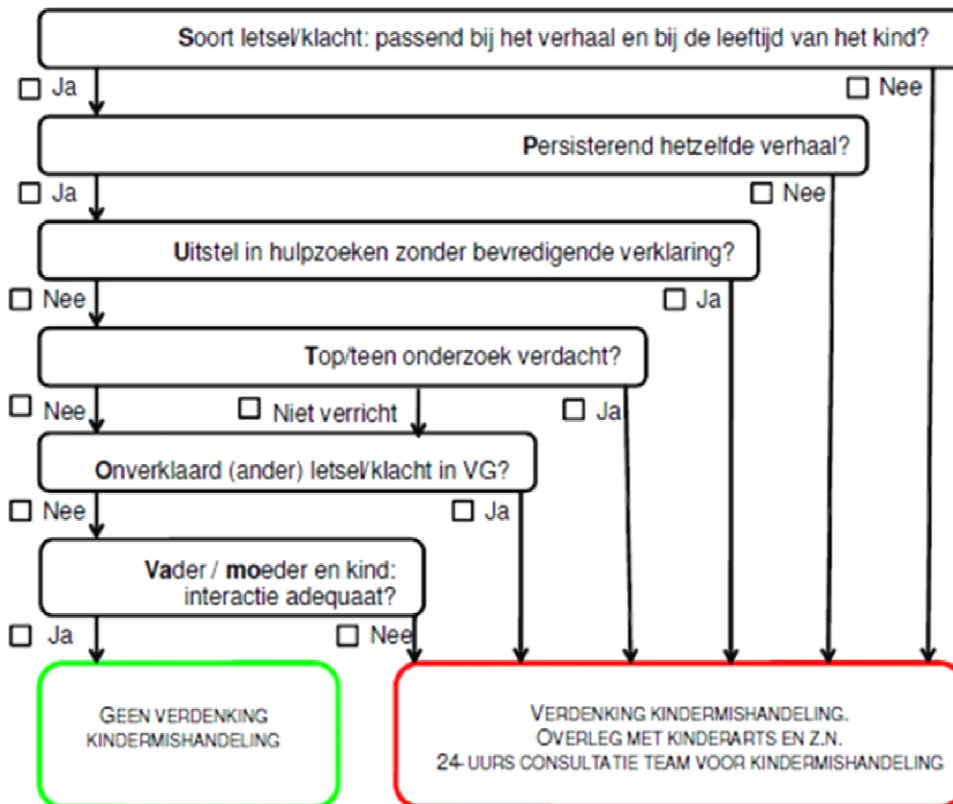 Soort letsel/klacht: passend bij het verhaal en bij de leeftijd van het kind?
Ja
Nee
Persisterend hetzelfde verhaal?
Ja
Nee
Uitstel in hulpzoeken zonder bevredigende verklaring?
Nee
Ja
Top/teen onderzoek verdacht?
Nee
Niet verricht
Ja
Onverklaard (ander) letsel/klacht in VG?
Nee
Ja
Vader / moeder en kind:
interactie adequaat?
Ja
Nee
GEEN VERDENKING
KINDERMISHANDELING
VERDENKING KINDERMISHANDELING.
OVERLEG MET KINDERARTS EN Z.N.
24-UURS CONSULTATIE TEAM VOOR KINDERMISHANDELING